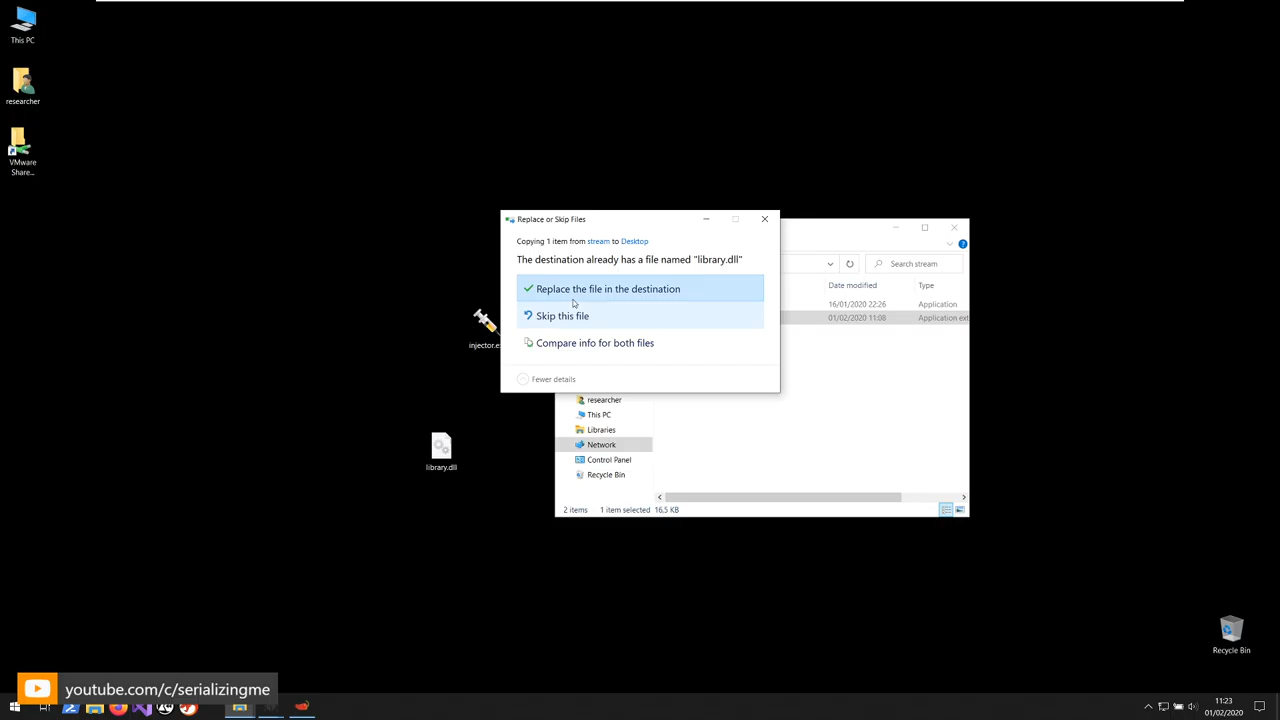 This PC
researcher
VMware
Share...
Replace or Skip Files
Copying 1 item from stream to Desktop
The destination already has a file named "library.dll"
Replace the file in the destination
Skip this file
Compare info for both files
Fewer details
injector.e
library.dll
Search stream
Date modified
Type
16/01/2020 22:26
Application
01/02/2020 11:08
Application ext
researcher
This PC
Libraries
Network
Control Panel
Recycle Bin
2 items
1 item selected
16,5 KB
Recycle Bin
youtube.com/c/serializingme
11:23
01/02/2020